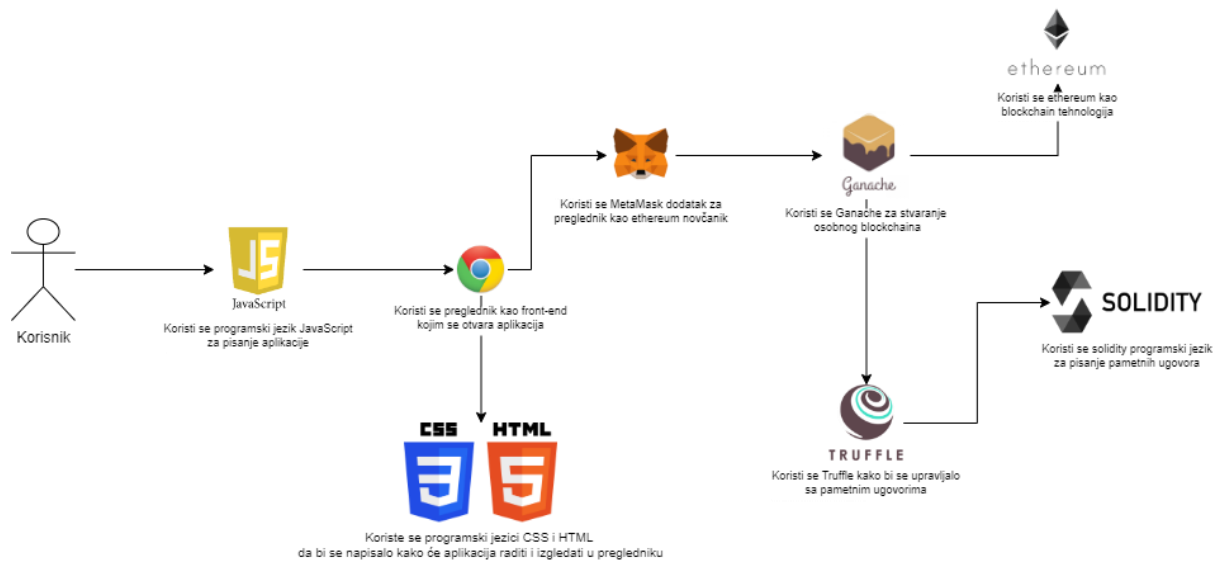 ethereum
Koristi se ethereum kao
blockchain tehnologija
Ganache
Koristi se MetaMask dodatak za
preglednik kao ethereum novčanik
Koristi se Ganache za stvaranje
osobnog blockchaina
JS
JavaScript
Korisnik
Koristi se programski jezik JavaScript
za pisanje aplikacije
Koristi se preglednik kao front-end
kojim se otvara aplikacija
SOLIDITY
Koristi se solidity programski jezik
za pisanje pametnih ugovora
CSS
3
HTML
5
TRUFFLE
Koristi se Truffle kako bi se upravljalo
sa pametnim ugovorima
Koriste se programski jezici CSS i HTML
da bi se napisalo kako će aplikacija raditi i izgledati u pregledniku